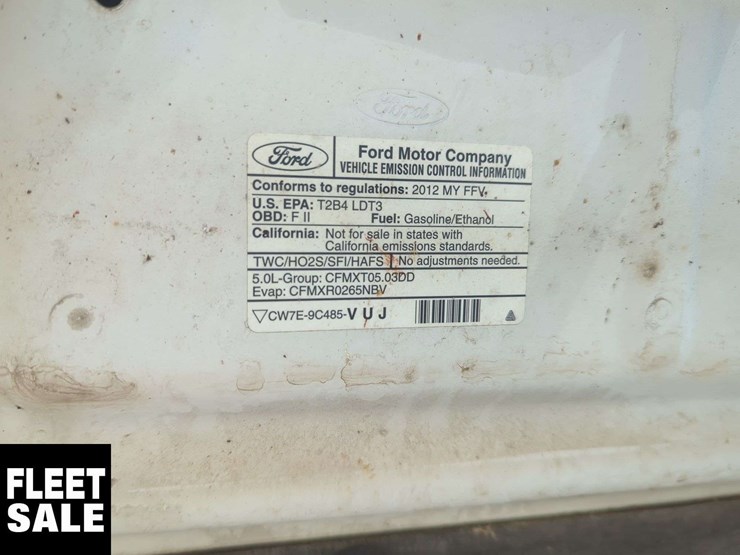 Ford
Ford
Ford Motor Company
VEHICLE EMISSION CONTROL INFORMATION
Conforms to regulations: 2012 MY FFV.
U.S. EPA: T2B4 LDT3
OBD: F II Fuel: Gasoline/Ethanol
California: Not for sale in states with
California emissions standards.
TWC/HO2S/SFI/HAFS No adjustments needed.
5.0L-Group: CFMXT05.03DD
Evap: CFMXR0265NBV
CW7E-9C485-V U J
FLEET
SALE